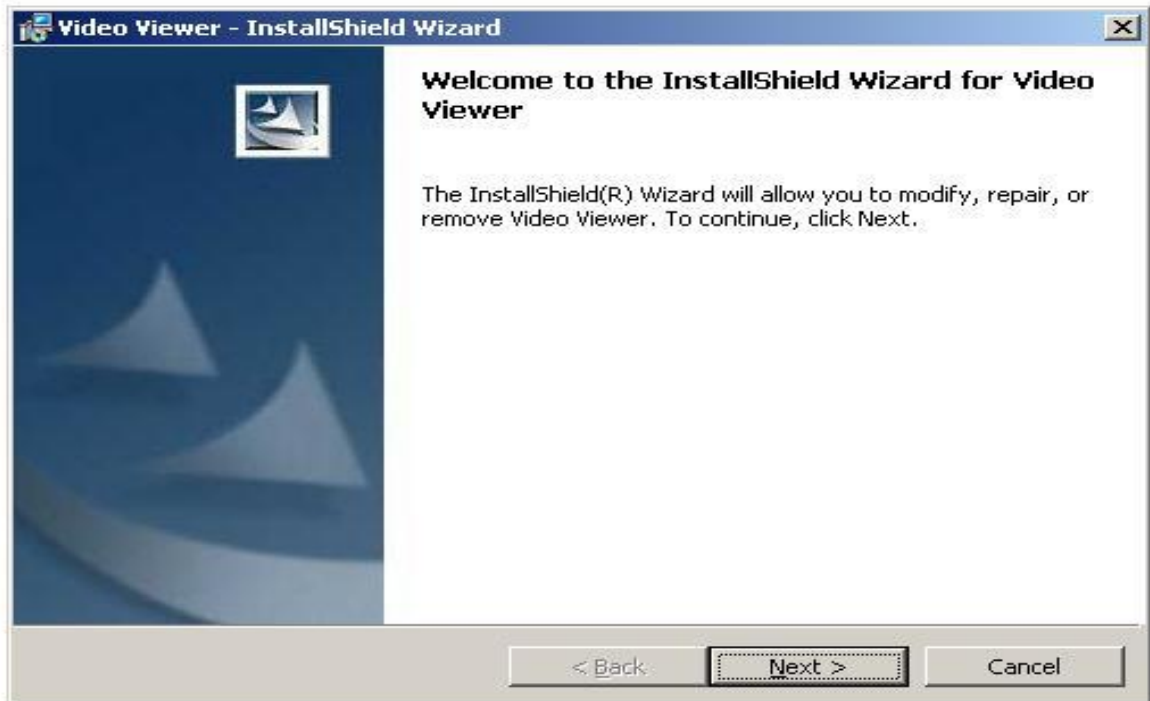 Video Viewer - InstallShield Wizard
Welcome to the InstallShield Wizard for Video
Viewer
The InstallShield(R) Wizard will allow you to modify, repair, or
remove Video Viewer. To continue, click Next.
< Back
Next >
Cancel